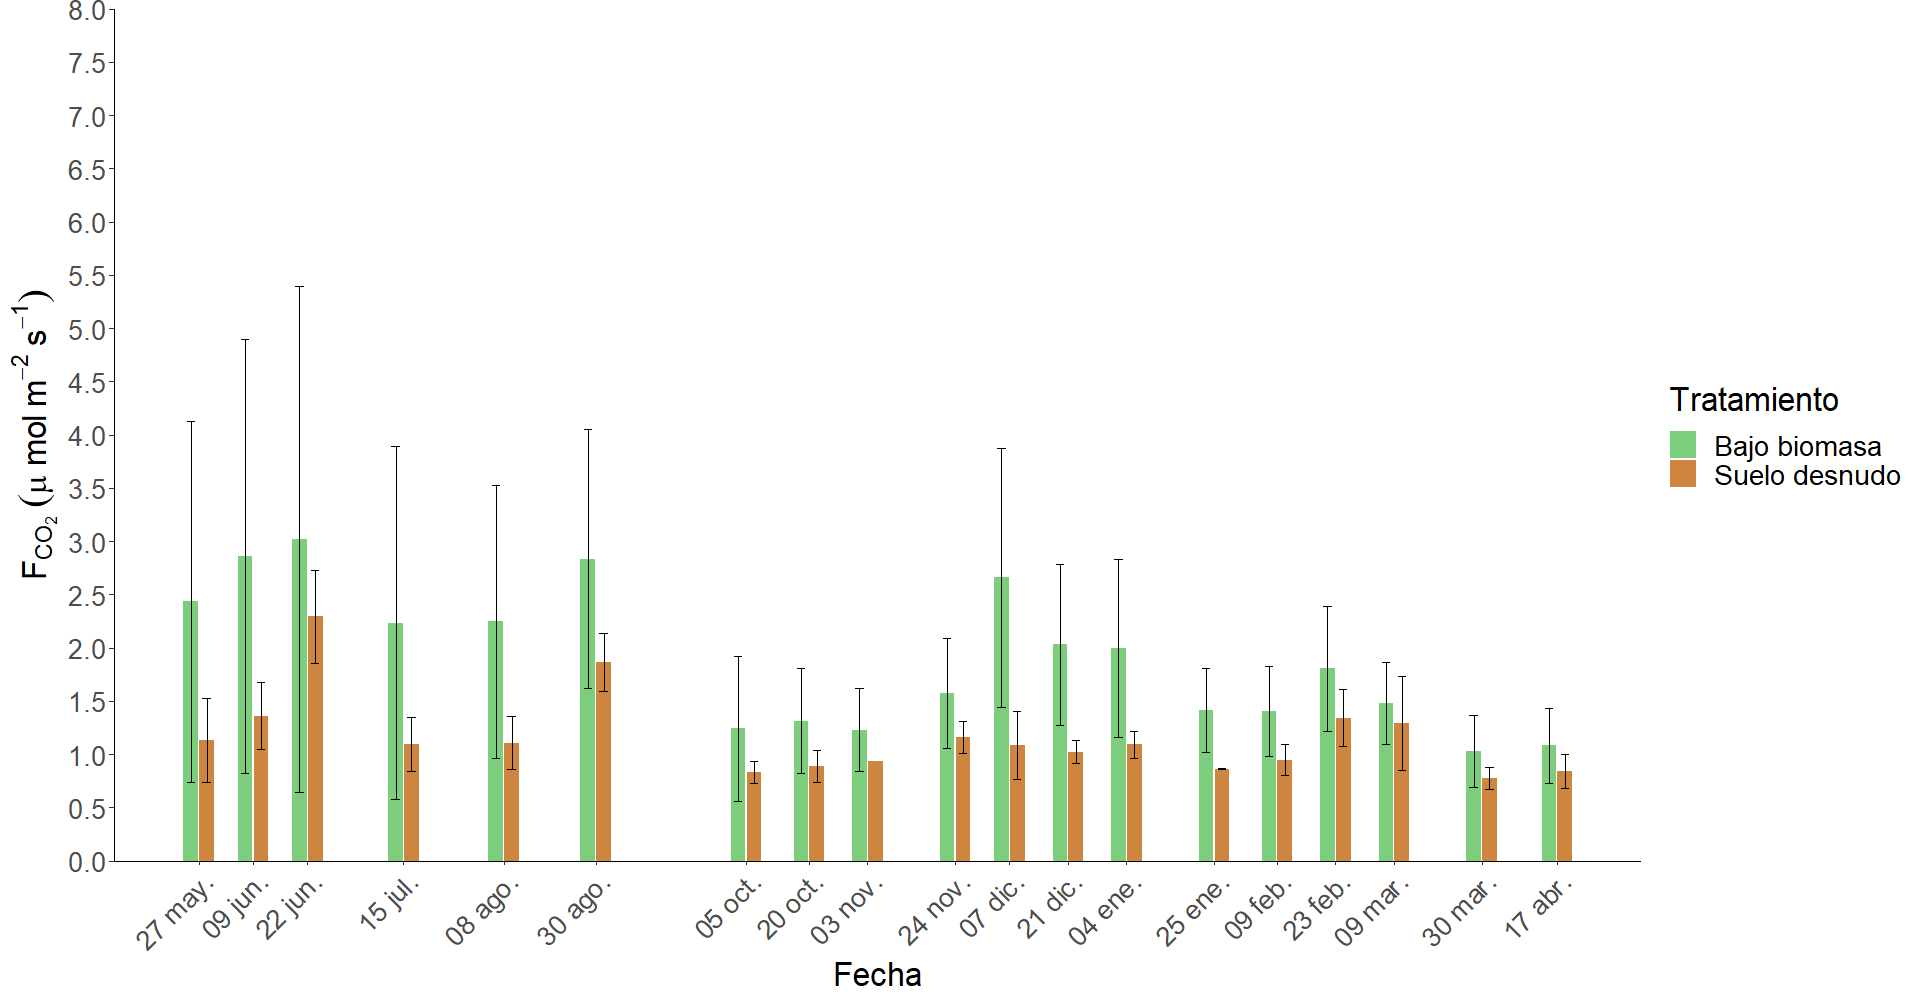 8.0
7.5
7.0
6.5
6.0
5.5
5.0
4.5
4.0
3.5
3.0
2.5
2.0
1.5
1.0
0.5
0.0
F_CO₂ (μ mol m⁻² s⁻¹)
27 may.
09 jun.
22 jun.
15 jul.
08 ago.
30 ago.
05 oct.
20 oct.
03 nov.
24 nov.
07 dic.
21 dic.
04 ene.
25 ene.
09 feb.
23 feb.
09 mar.
30 mar.
17 abr.
Fecha
Tratamiento
Bajo biomasa
Suelo desnudo